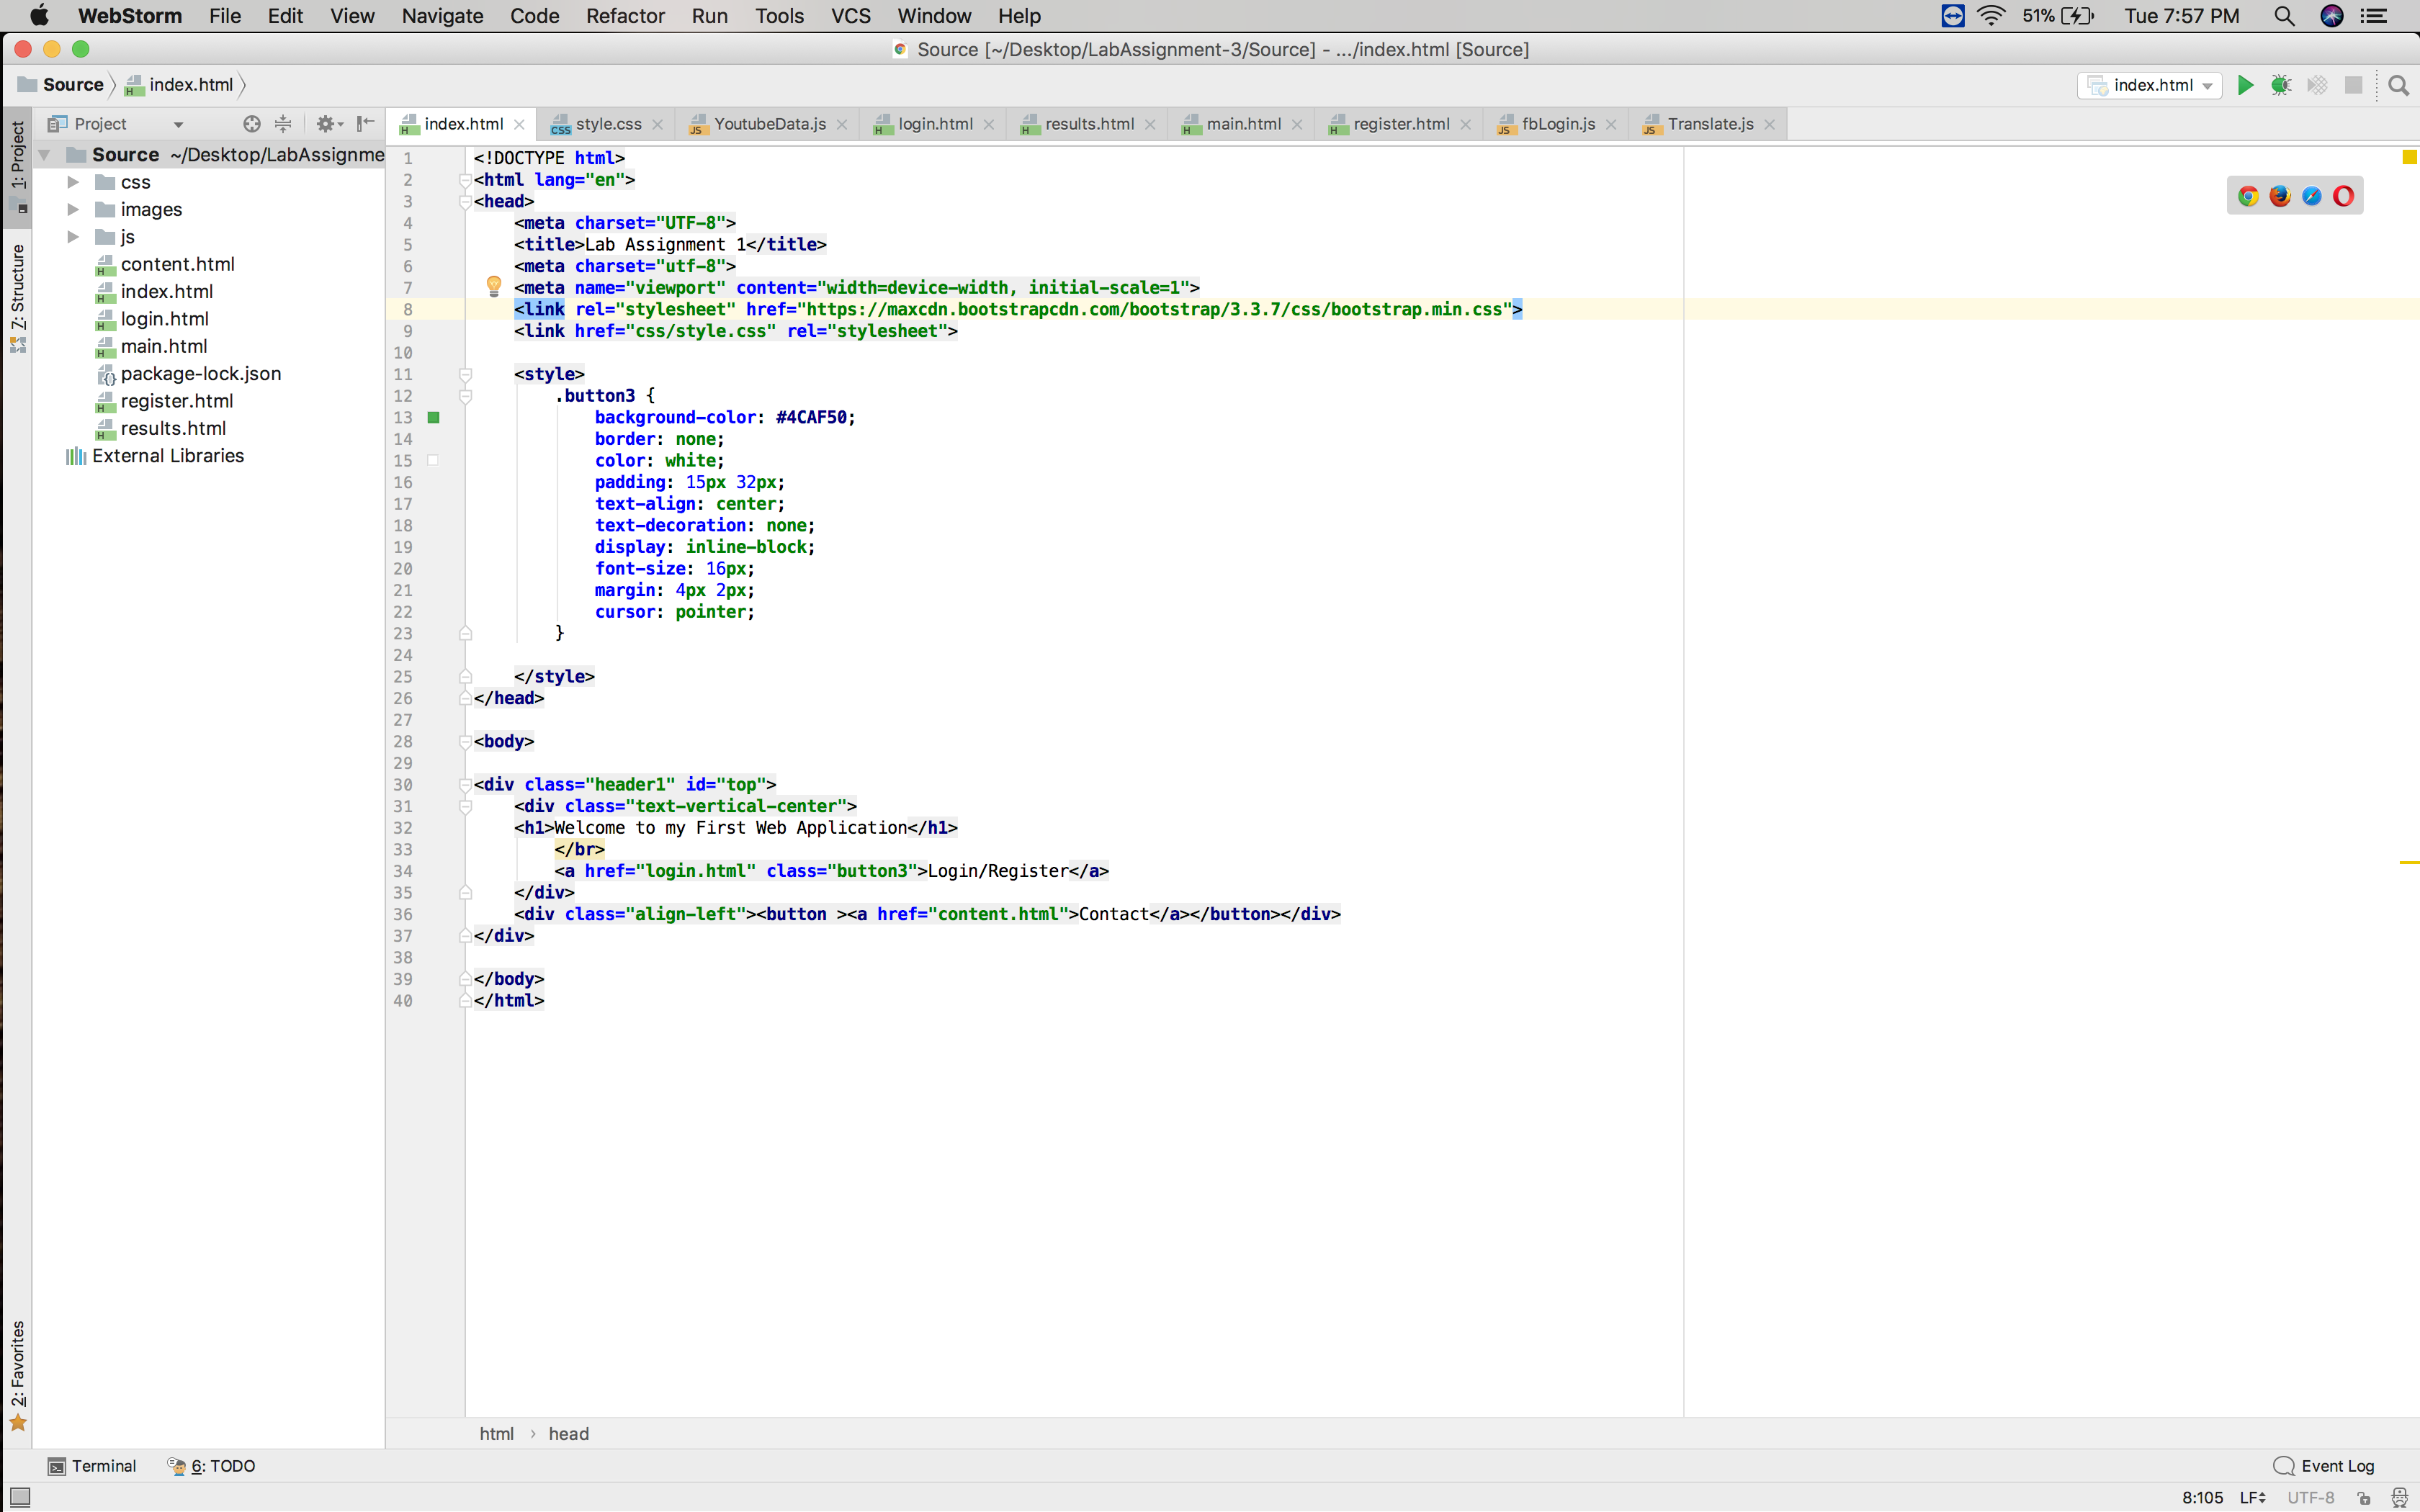 WebStorm File Edit View Navigate Code Refactor Run Tools VCS Window Help 51% Tue 7:57 PM
Source [~/Desktop/LabAssignment-3/Source] - .../index.html [Source]
Source index.html index.html
1: Project
7: Structure
2: Favorites
Project
Source ~/Desktop/LabAssignme
css
images
js
content.html
index.html
login.html
main.html
package-lock.json
register.html
results.html
External Libraries
index.html style.css YoutubeData.js login.html results.html main.html register.html fbLogin.js Translate.js
1 <!DOCTYPE html>
2 <html lang="en">
3 <head>
4 <meta charset="UTF-8">
5 <title>Lab Assignment 1</title>
6 <meta charset="utf-8">
7 <meta name="viewport" content="width=device-width, initial-scale=1">
8 <link rel="stylesheet" href="https://maxcdn.bootstrapcdn.com/bootstrap/3.3.7/css/bootstrap.min.css">
9 <link href="css/style.css" rel="stylesheet">
10
11 <style>
12 .button3 {
13 background-color: #4CAF50;
14 border: none;
15 color: white;
16 padding: 15px 32px;
17 text-align: center;
18 text-decoration: none;
19 display: inline-block;
20 font-size: 16px;
21 margin: 4px 2px;
22 cursor: pointer;
23 }
24
25 </style>
26 </head>
27
28 <body>
29
30 <div class="header1" id="top">
31 <div class="text-vertical-center">
32 <h1>Welcome to my First Web Application</h1>
33 </br>
34 <a href="login.html" class="button3">Login/Register</a>
35 </div>
36 <div class="align-left"><button ><a href="content.html">Contact</a></button></div>
37 </div>
38
39 </body>
40 </html>
html › head
Terminal 6: TODO Event Log
8:105 LF UTF-8